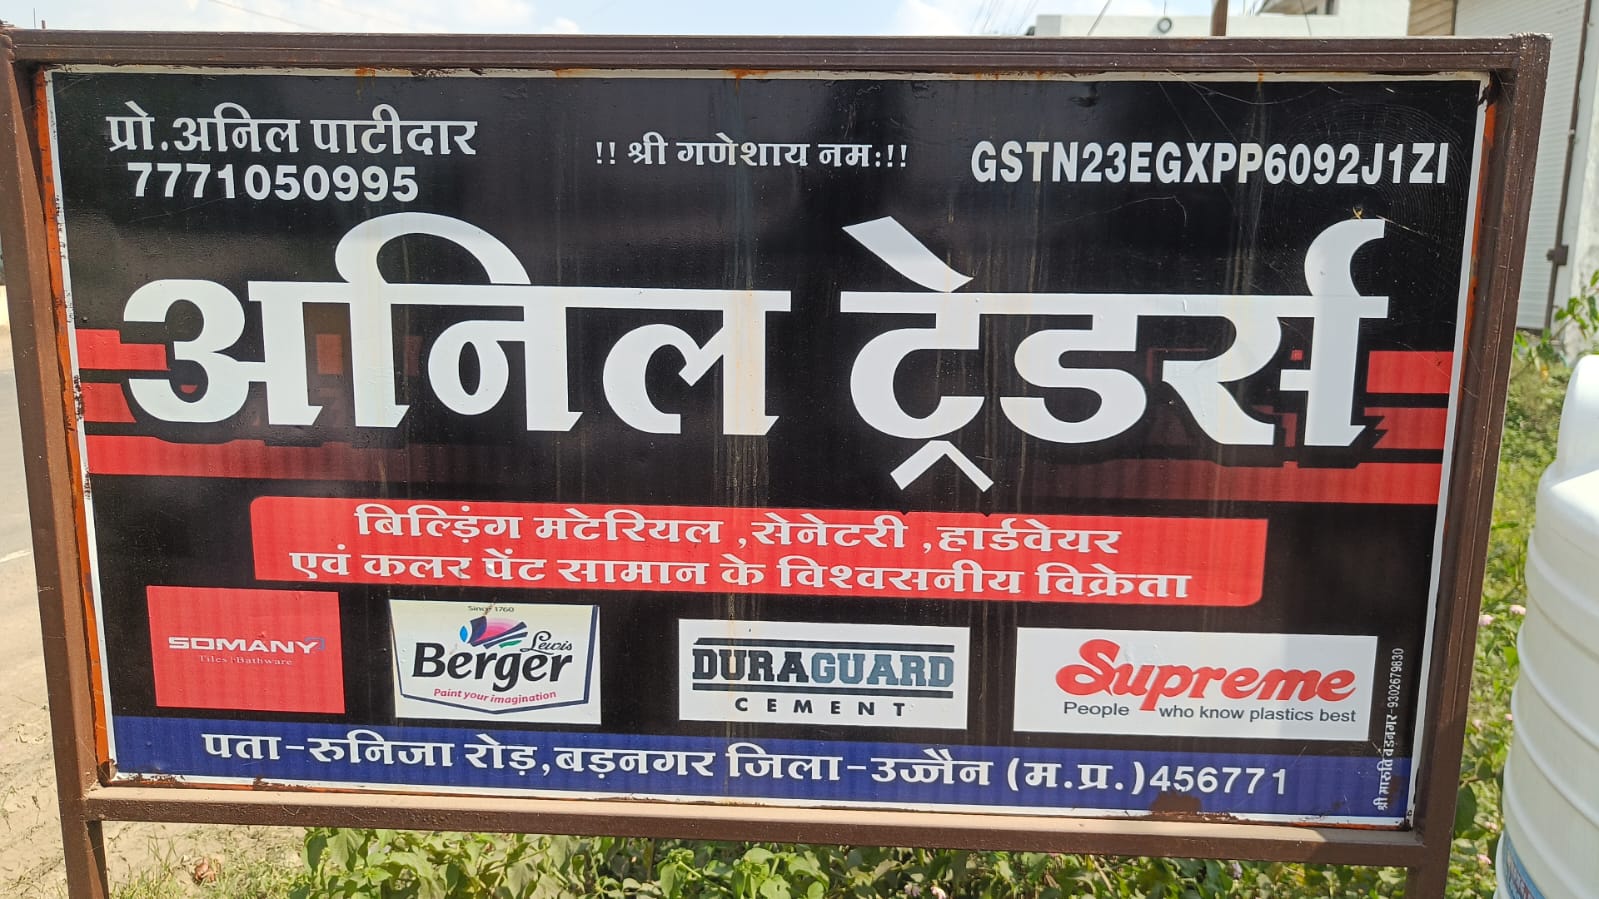 प्रो.अनिल पाटीदार
7771050995
!! श्री गणेशाय नमः!!
GSTN23EGXPP6092J1ZI
अनिल ट्रेडर्स
बिल्डिंग मटेरियल ,सेनेटरी ,हार्डवेयर
एवं कलर पेंट सामान के विश्वसनीय विक्रेता
SOMANY
Tiles | Bathware
Since 1760
Lewis
Berger
Paint your imagination
DURAGUARD
CEMENT
Supreme
People who know plastics best
पता-रुनिजा रोड़,बड़नगर जिला-उज्जैन (म.प्र.)456771
9302679830